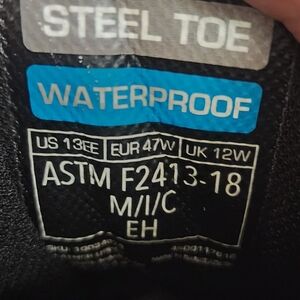 STEEL TOE
WATERPROOF
US 13EE EUR 47W UK 12W
ASTM F2413-18
M/I/C
EH